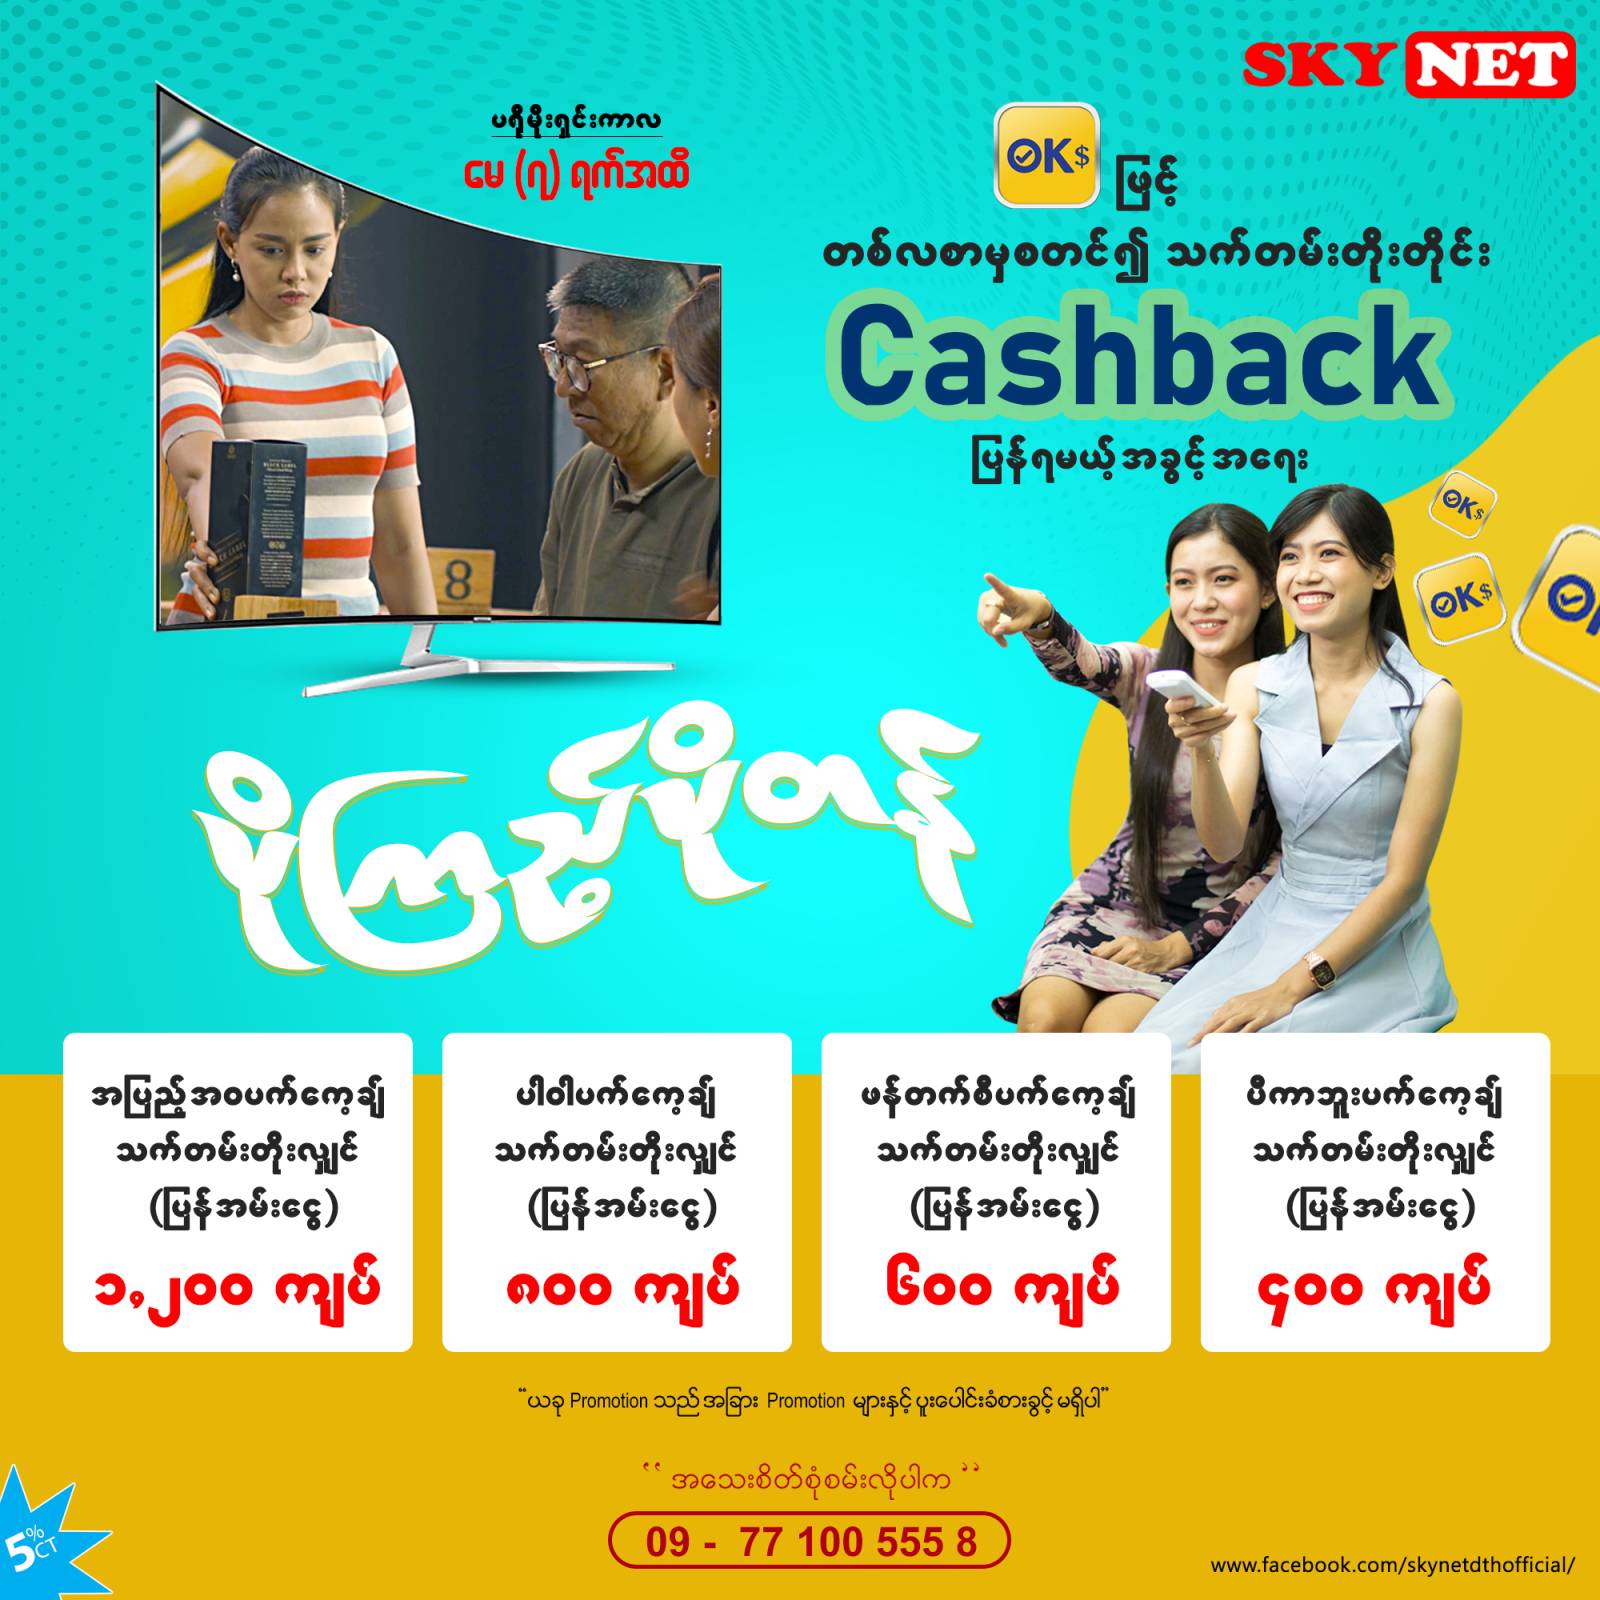 SKYNET
ပရိုမိုးရှင်းကာလ
မေ (၇) ရက်အထိ
OK$ ဖြင့်
တစ်လစာမှစတင်၍ သက်တမ်းတိုးတိုင်း
Cashback
ပြန်ရမယ့်အခွင့်အရေး
BLACK LABEL
8
OK$
OK$
ပိုကြည့်ပိုတန်
အပြည့်အဝပက်ကေ့ချ်
သက်တမ်းတိုးလျှင်
(ပြန်အမ်းငွေ)
၁,၂၀၀ ကျပ်
ပါဝါပက်ကေ့ချ်
သက်တမ်းတိုးလျှင်
(ပြန်အမ်းငွေ)
၈၀၀ ကျပ်
ဖန်တက်စီပက်ကေ့ချ်
သက်တမ်းတိုးလျှင်
(ပြန်အမ်းငွေ)
၆၀၀ ကျပ်
ပီကာဘူးပက်ကေ့ချ်
သက်တမ်းတိုးလျှင်
(ပြန်အမ်းငွေ)
၄၀၀ ကျပ်
“ယခု Promotion သည် အခြား Promotion များနှင့် ပူးပေါင်းခံစားခွင့် မရှိပါ”
“ အသေးစိတ်စုံစမ်းလိုပါက ”
09 - 77 100 555 8
5% CT
www.facebook.com/skynetdthofficial/